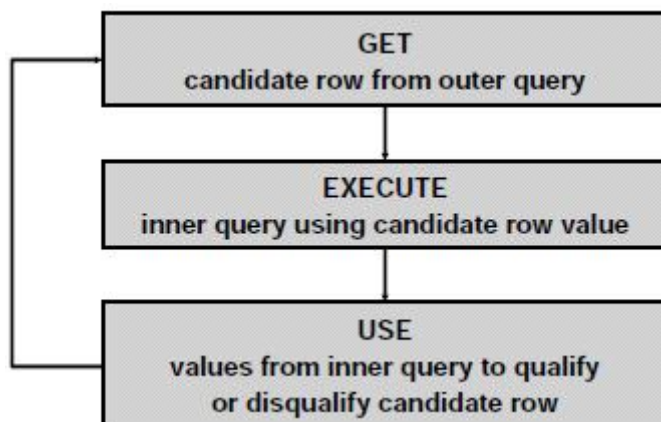 GET
candidate row from outer query
EXECUTE
inner query using candidate row value
USE
values from inner query to qualify
or disqualify candidate row